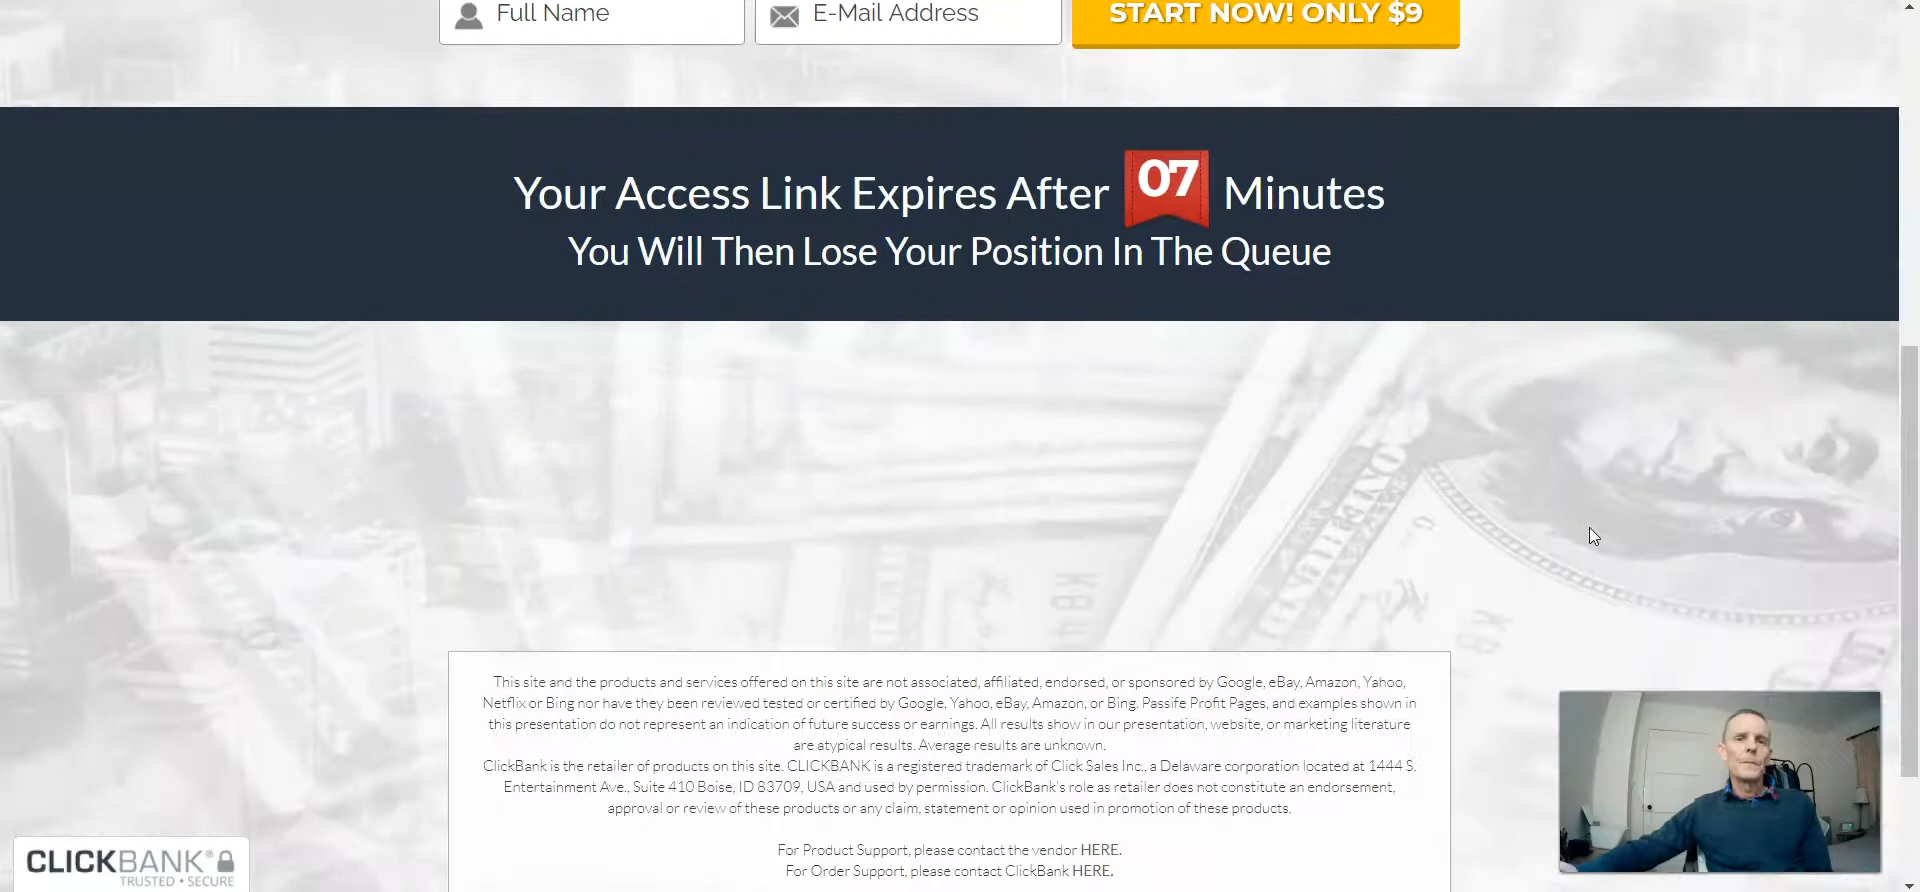 Full Name
E-Mail Address
START NOW! ONLY $9
Your Access Link Expires After 07 Minutes
You Will Then Lose Your Position In The Queue
This site and the products and services offered on this site are not associated, affiliated, endorsed, or sponsored by Google, eBay, Amazon, Yahoo,
Netflix or Bing nor have they been reviewed tested or certified by Google, Yahoo, eBay, Amazon, or Bing. Passife Profit Pages, and examples shown in
this presentation do not represent an indication of future success or earnings. All results show in our presentation, website, or marketing literature
are atypical results. Average results are unknown.
ClickBank is the retailer of products on this site. CLICKBANK is a registered trademark of Click Sales Inc., a Delaware corporation located at 1444 S.
Entertainment Ave., Suite 410 Boise, ID 83709, USA and used by permission. ClickBank's role as retailer does not constitute an endorsement,
approval or review of these products or any claim, statement or opinion used in promotion of these products.
For Product Support, please contact the vendor HERE.
For Order Support, please contact ClickBank HERE.
CLICKBANK®
TRUSTED • SECURE